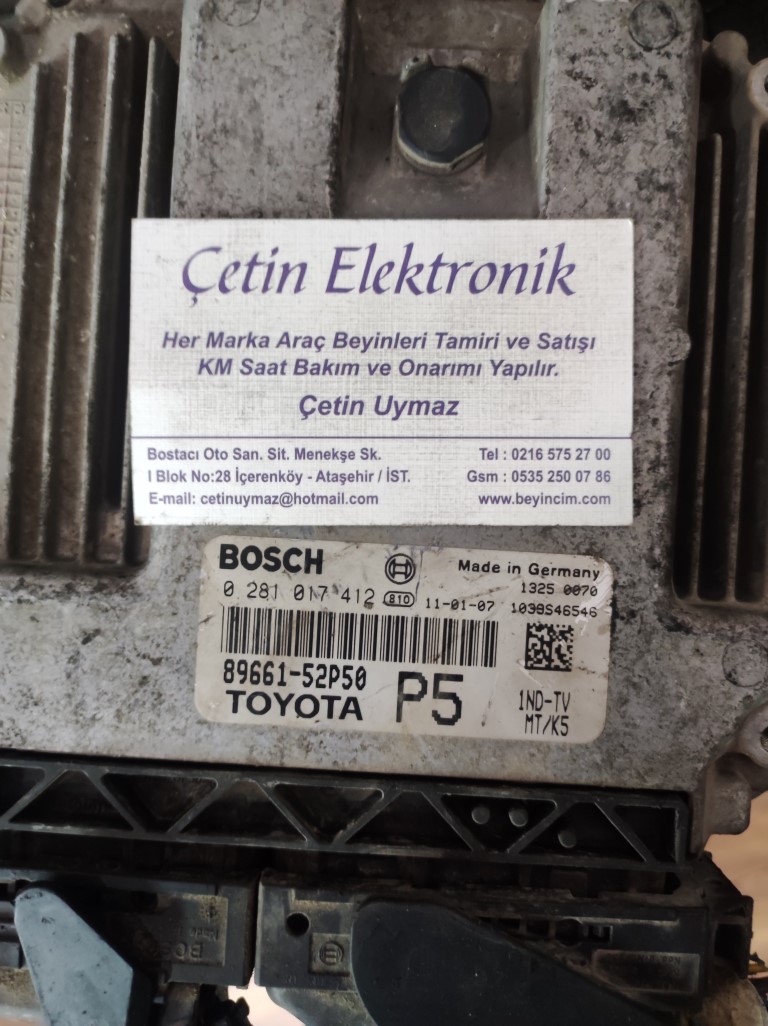 Çetin Elektronik
Her Marka Araç Beyinleri Tamiri ve Satışı
KM Saat Bakım ve Onarımı Yapılır.
Çetin Uymaz
Bostacı Oto San. Sit. Menekşe Sk.
I Blok No:28 İçerenköy - Ataşehir / İST.
E-mail: cetinuymaz@hotmail.com
Tel : 0216 575 27 00
Gsm : 0535 250 07 86
www.beyincim.com
BOSCH
Made in Germany
0 281 017 412 810 11-01-07
1325 0070
1039S46546
89661-52P50
TOYOTA
P5
1ND-TV
MT/K5